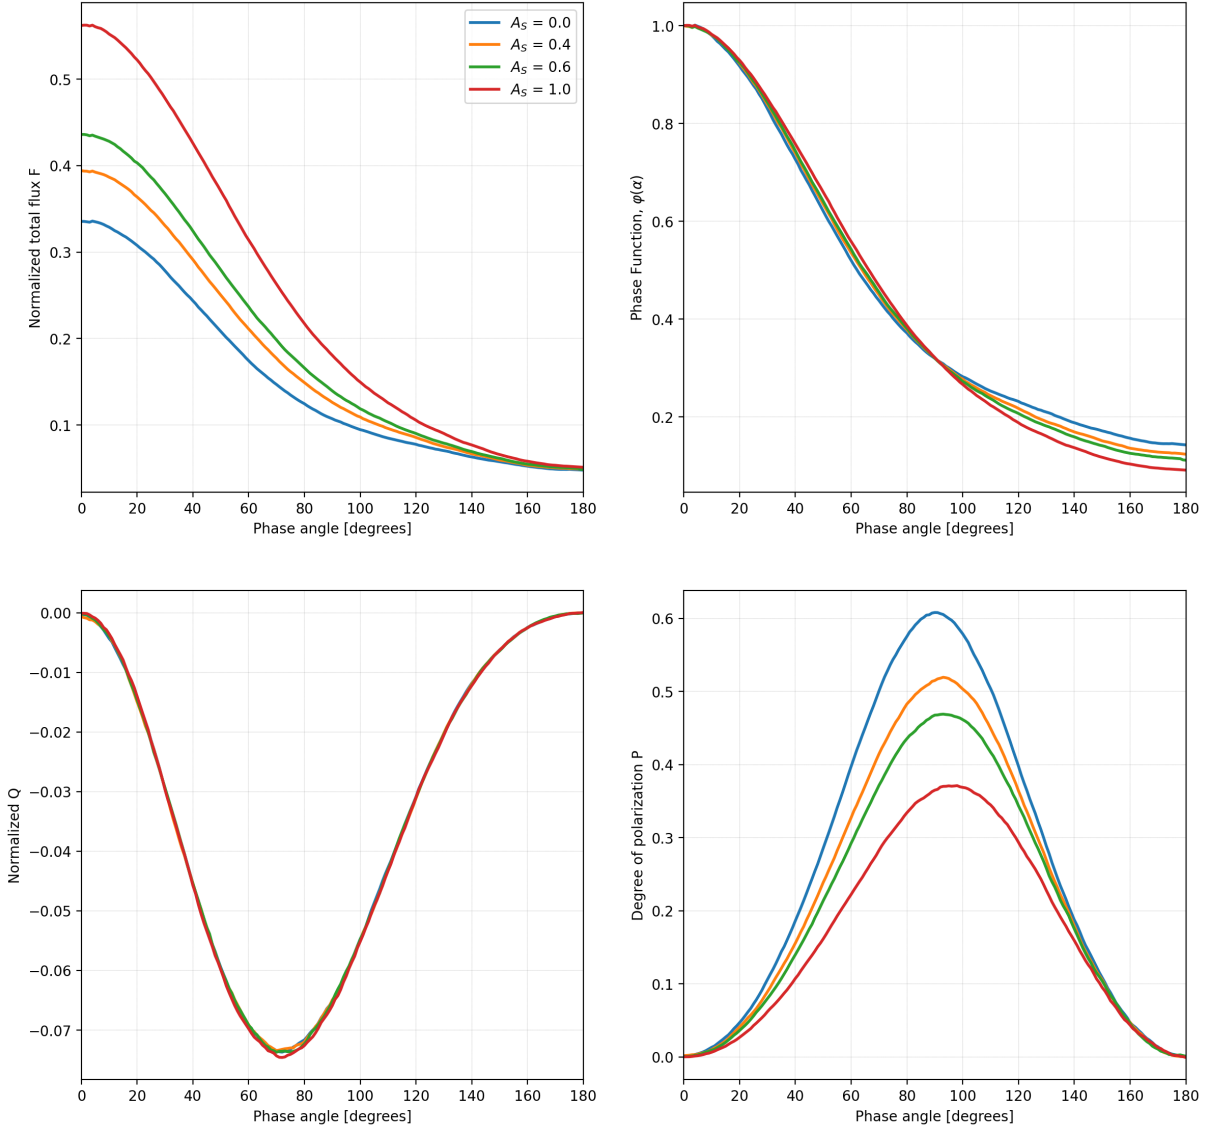 Normalized total flux F
0.5
0.4
0.3
0.2
0.1
A_S = 0.0
A_S = 0.4
A_S = 0.6
A_S = 1.0
0 20 40 60 80 100 120 140 160 180
Phase angle [degrees]
Phase Function, φ(α)
1.0
0.8
0.6
0.4
0.2
0 20 40 60 80 100 120 140 160 180
Phase angle [degrees]
Normalized Q
0.00
−0.01
−0.02
−0.03
−0.04
−0.05
−0.06
−0.07
0 20 40 60 80 100 120 140 160 180
Phase angle [degrees]
Degree of polarization P
0.6
0.5
0.4
0.3
0.2
0.1
0.0
0 20 40 60 80 100 120 140 160 180
Phase angle [degrees]